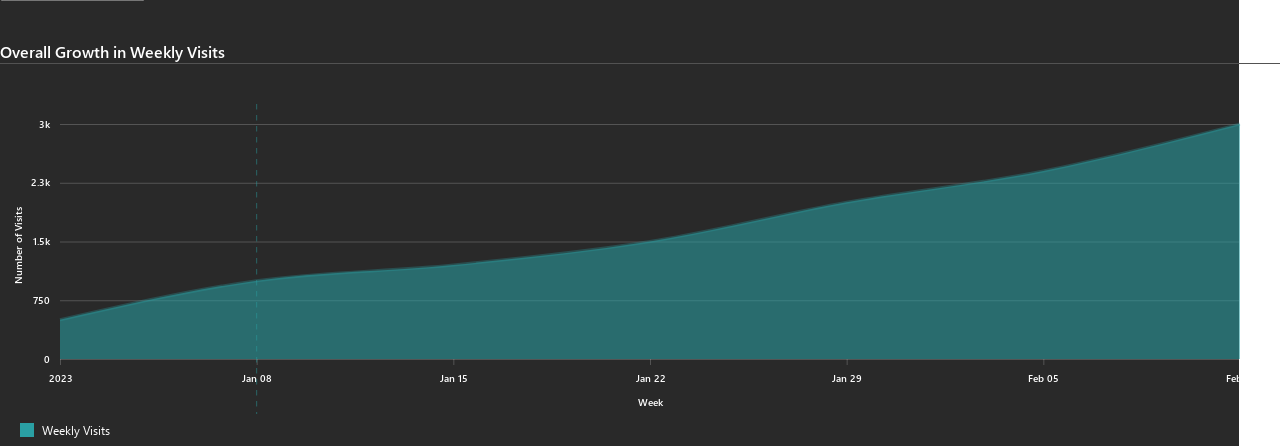 Overall Growth in Weekly Visits
3k
2.3k
1.5k
750
0
Number of Visits
2023 Jan 08 Jan 15 Jan 22 Jan 29 Feb 05 Feb
Week
Weekly Visits